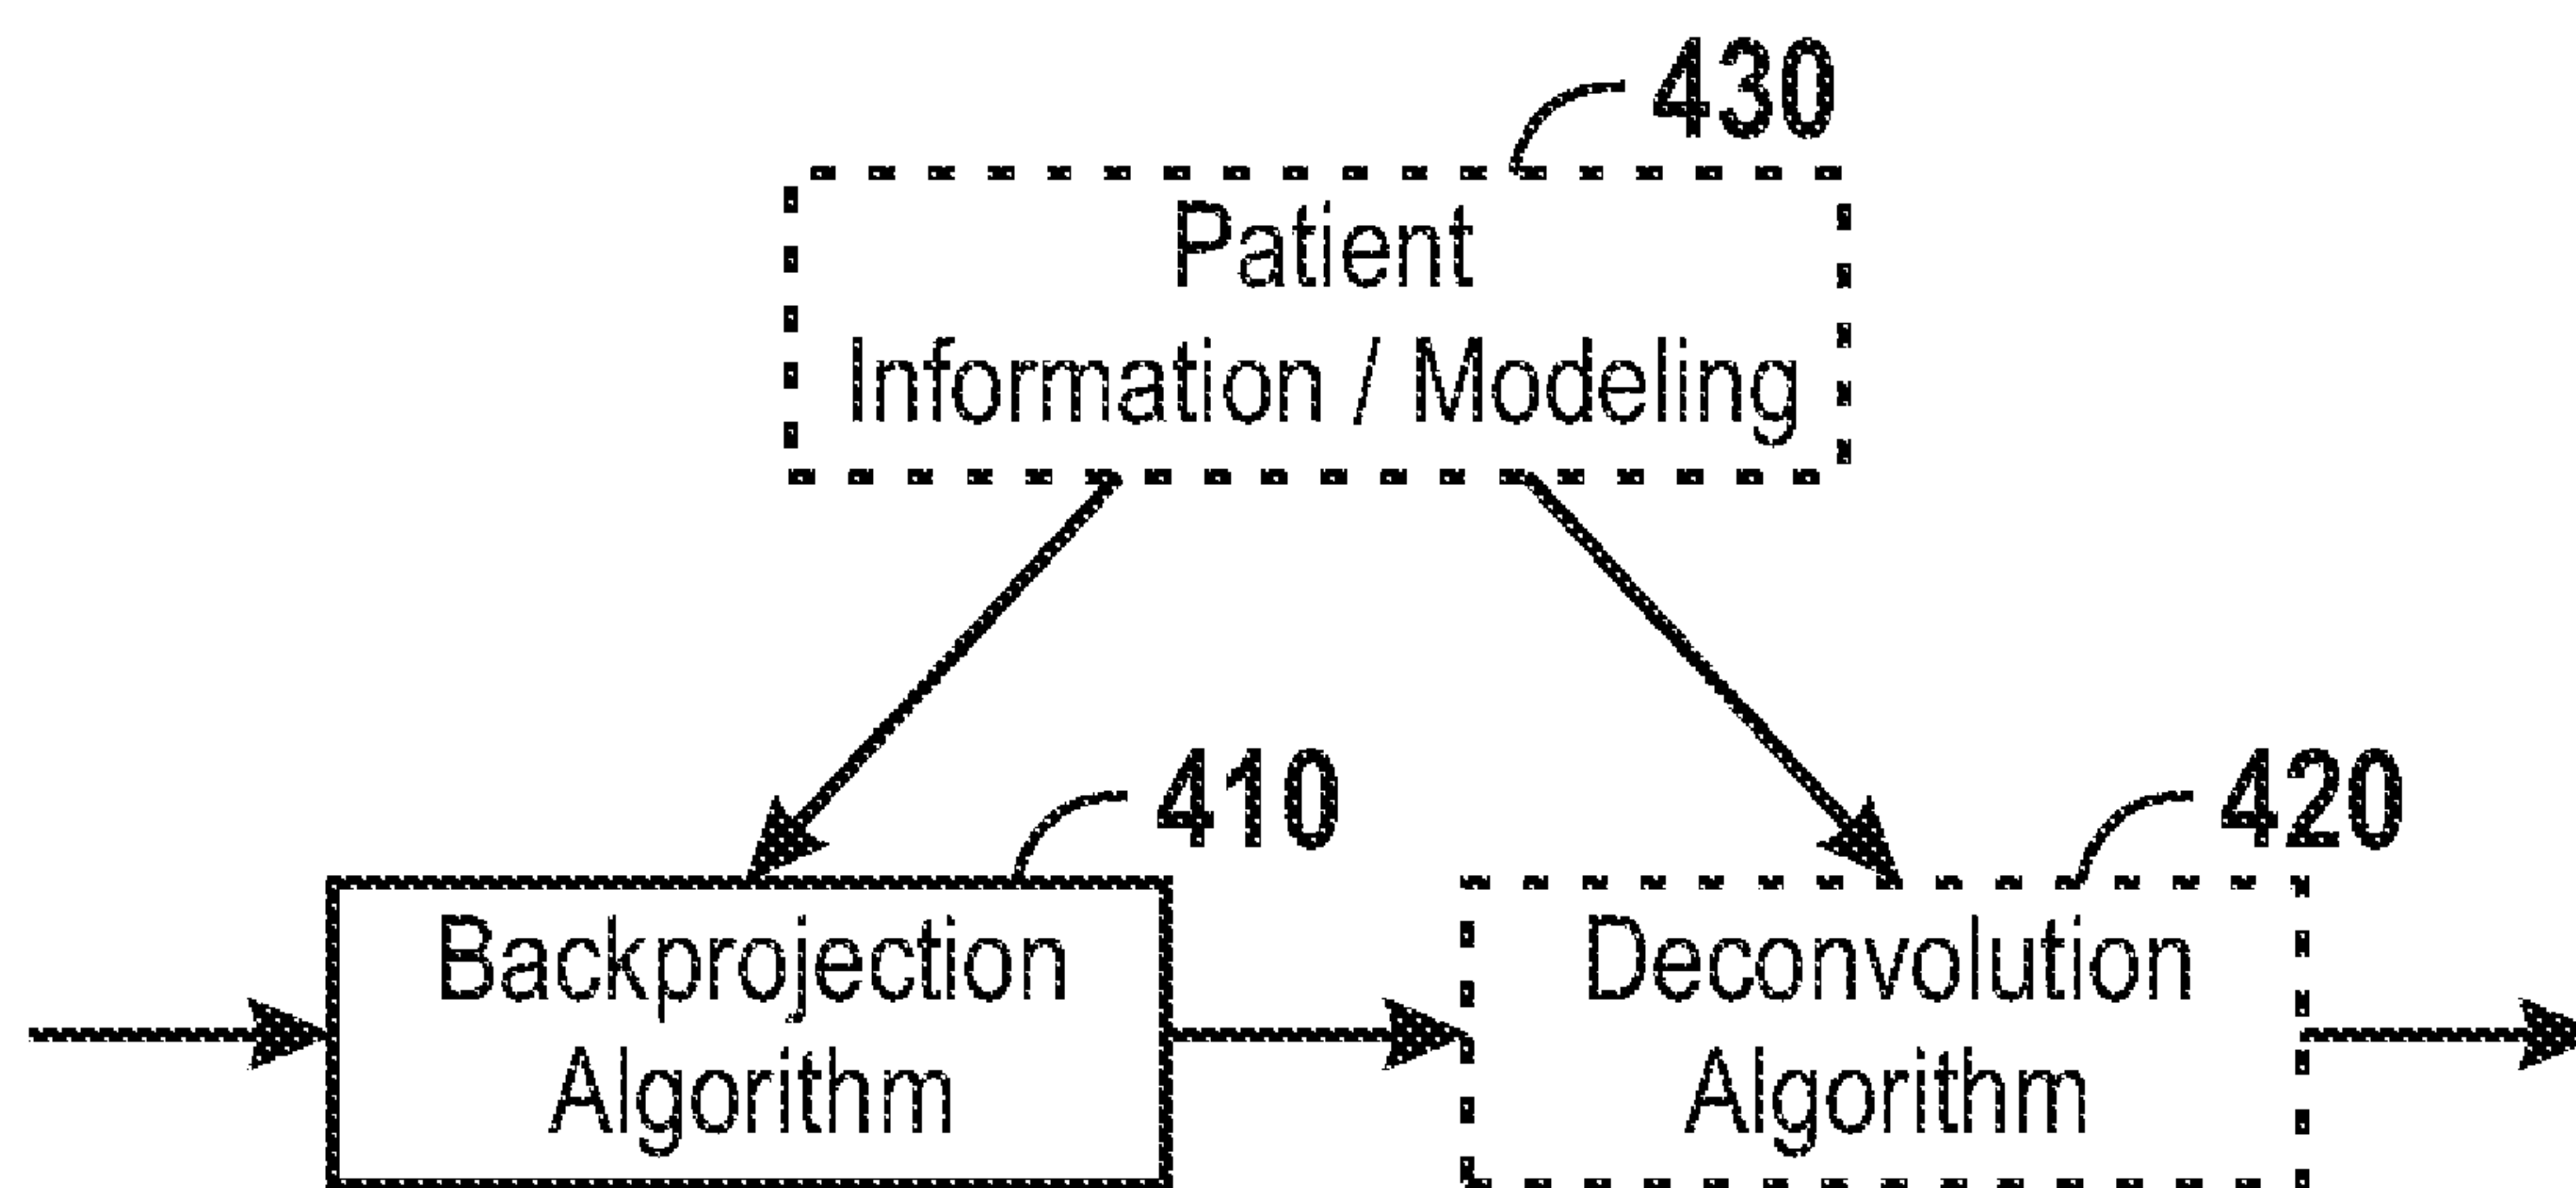 430
Patient
Information / Modeling
410
420
Backprojection
Algorithm
Deconvolution
Algorithm